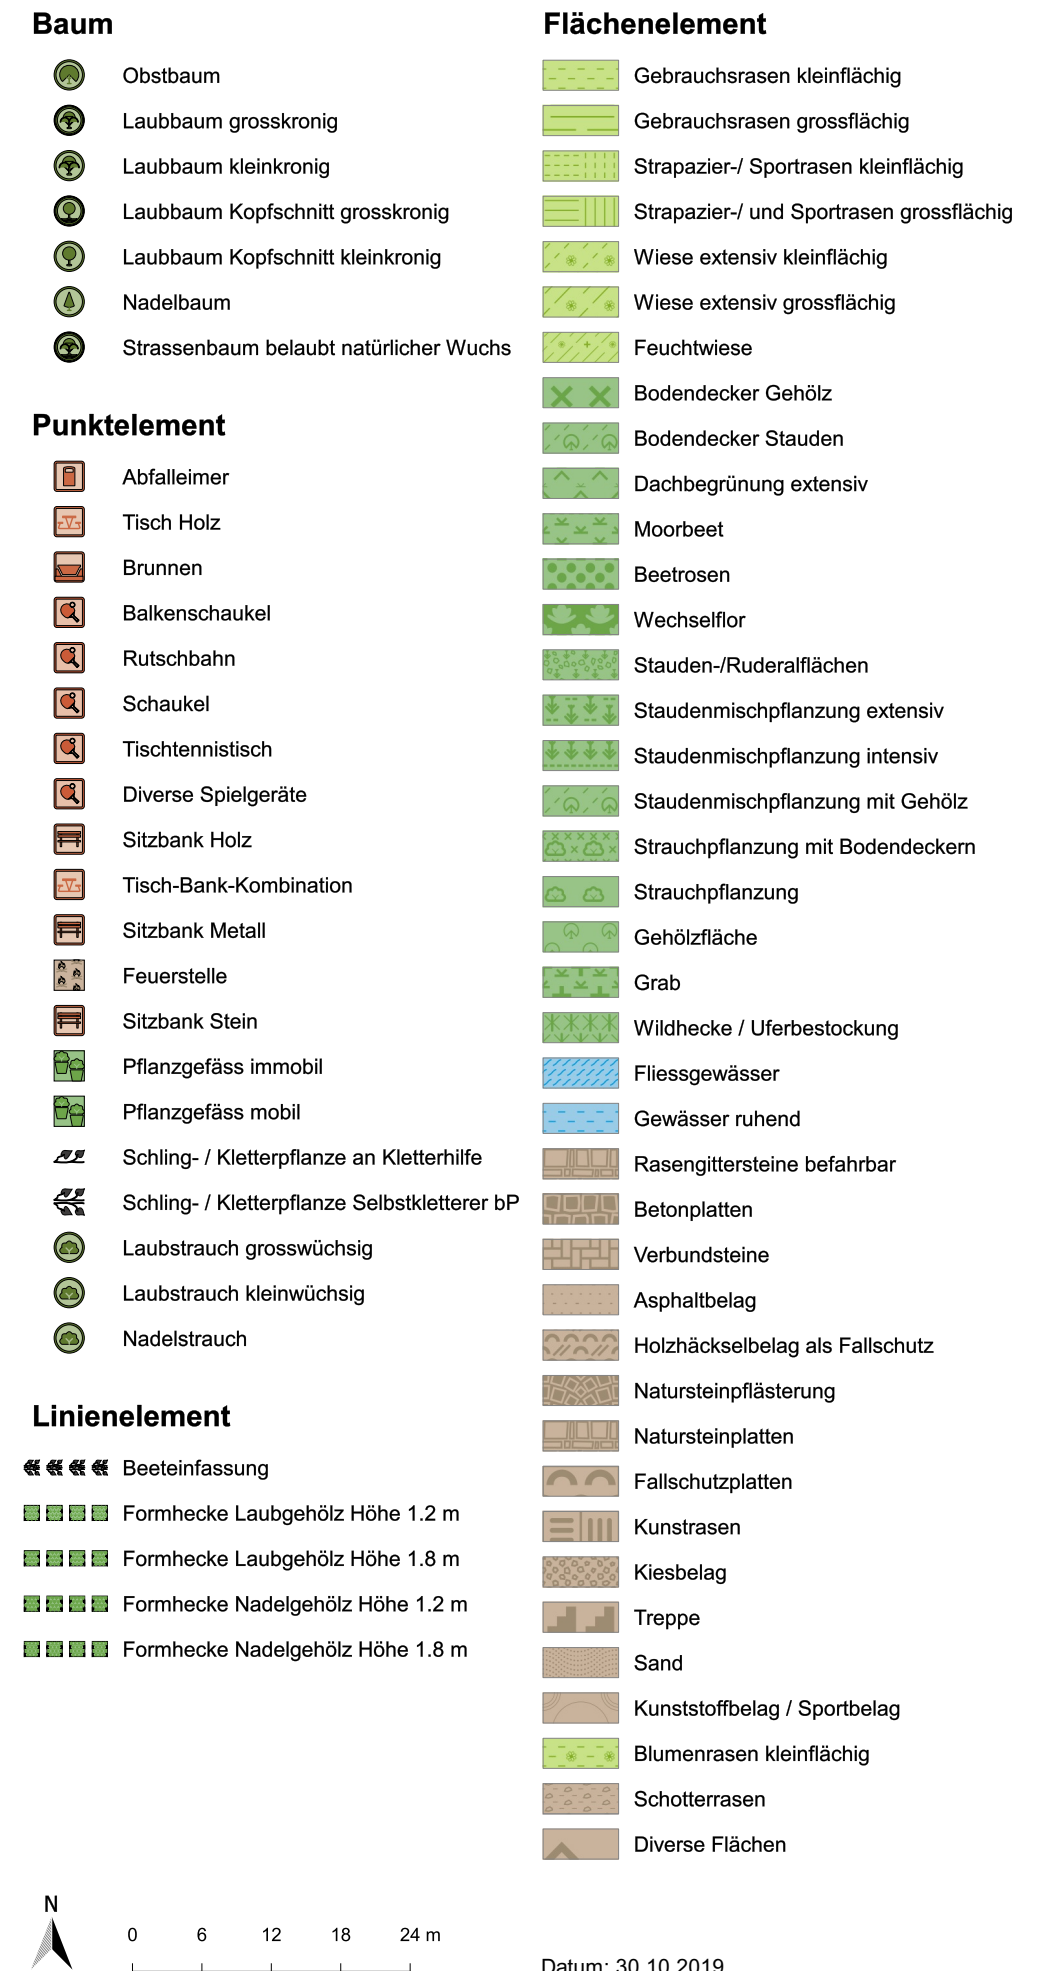 Baum
Obstbaum
Laubbaum grosskronig
Laubbaum kleinkronig
Laubbaum Kopfschnitt grosskronig
Laubbaum Kopfschnitt kleinkronig
Nadelbaum
Strassenbaum belaubt natürlicher Wuchs
Punktelement
Abfalleimer
Tisch Holz
Brunnen
Balkenschaukel
Rutschbahn
Schaukel
Tischtennistisch
Diverse Spielgeräte
Sitzbank Holz
Tisch-Bank-Kombination
Sitzbank Metall
Feuerstelle
Sitzbank Stein
Pflanzgefäss immobil
Pflanzgefäss mobil
Schling- / Kletterpflanze an Kletterhilfe
Schling- / Kletterpflanze Selbstkletterer bP
Laubstrauch grosswüchsig
Laubstrauch kleinwüchsig
Nadelstrauch
Linienelement
Beeteinfassung
Formhecke Laubgehölz Höhe 1.2 m
Formhecke Laubgehölz Höhe 1.8 m
Formhecke Nadelgehölz Höhe 1.2 m
Formhecke Nadelgehölz Höhe 1.8 m
Flächenelement
Gebrauchsrasen kleinflächig
Gebrauchsrasen grossflächig
Strapazier-/ Sportrasen kleinflächig
Strapazier-/ und Sportrasen grossflächig
Wiese extensiv kleinflächig
Wiese extensiv grossflächig
Feuchtwiese
Bodendecker Gehölz
Bodendecker Stauden
Dachbegrünung extensiv
Moorbeet
Beetrosen
Wechselflor
Stauden-/Ruderalflächen
Staudenmischpflanzung extensiv
Staudenmischpflanzung intensiv
Staudenmischpflanzung mit Gehölz
Strauchpflanzung mit Bodendeckern
Strauchpflanzung
Gehölzfläche
Grab
Wildhecke / Uferbestockung
Fliessgewässer
Gewässer ruhend
Rasengittersteine befahrbar
Betonplatten
Verbundsteine
Asphaltbelag
Holzhäckselbelag als Fallschutz
Natursteinpflästerung
Natursteinplatten
Fallschutzplatten
Kunstrasen
Kiesbelag
Treppe
Sand
Kunststoffbelag / Sportbelag
Blumenrasen kleinflächig
Schotterrasen
Diverse Flächen
N
0 6 12 18 24 m
Datum: 30.10.2019